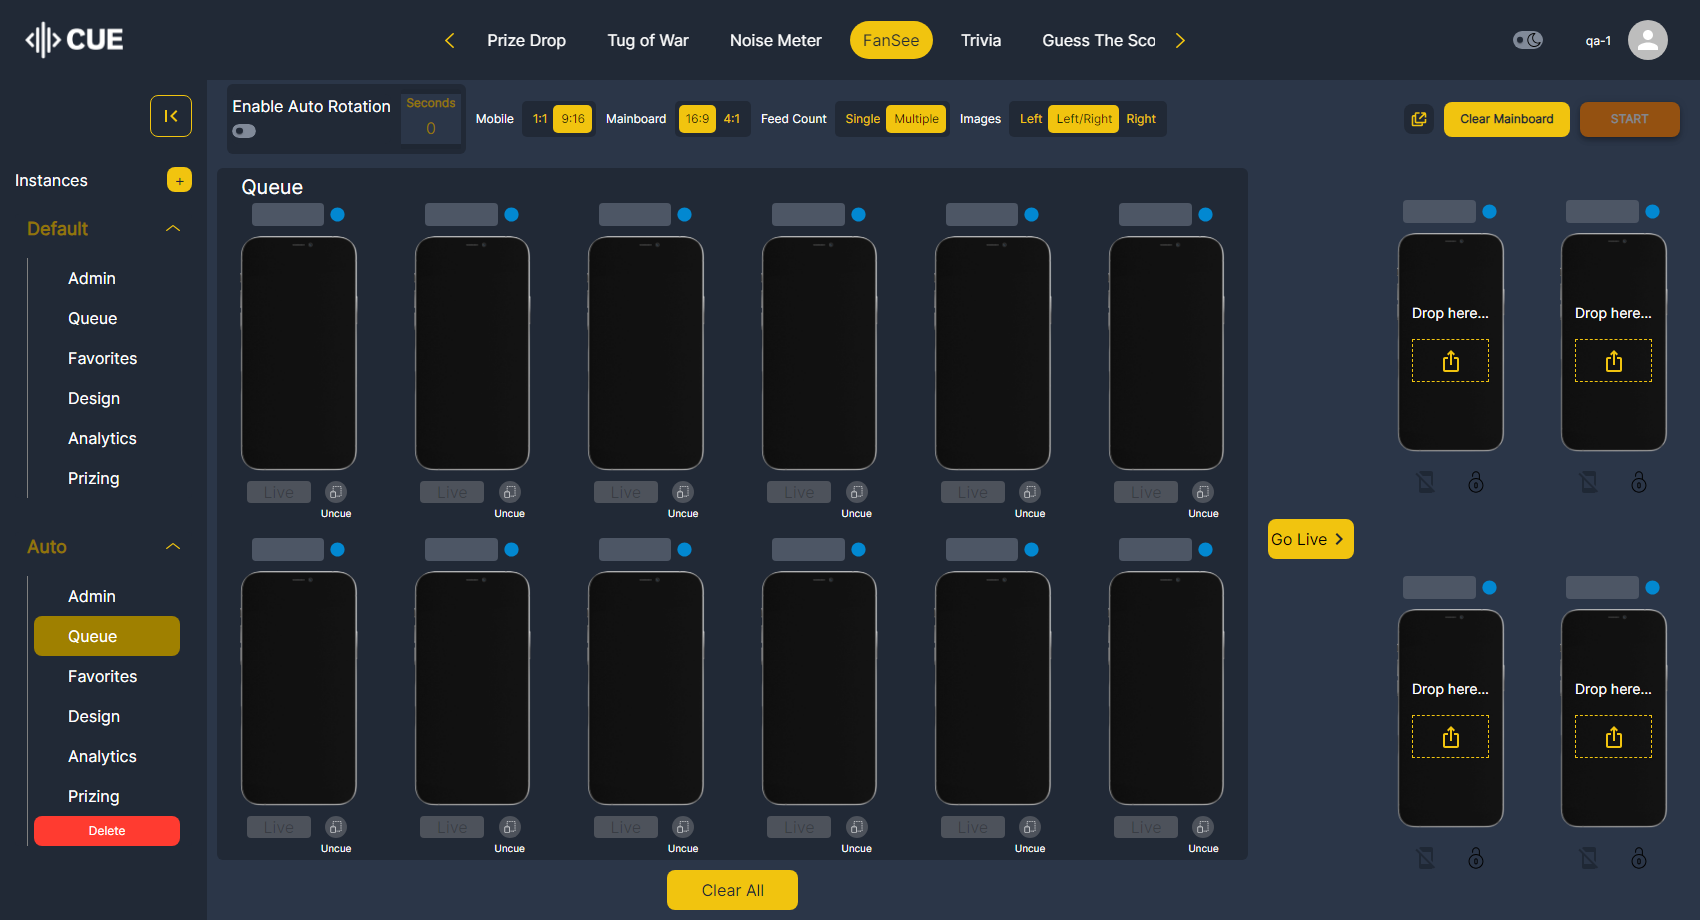 CUE
Prize Drop
Tug of War
Noise Meter
FanSee
Trivia
Guess The Sco
qa-1
Enable Auto Rotation
Seconds
0
Mobile
1:1
9:16
Mainboard
16:9
4:1
Feed Count
Single
Multiple
Images
Left
Left/Right
Right
Clear Mainboard
START
Instances
+
Default
Admin
Queue
Favorites
Design
Analytics
Prizing
Auto
Admin
Queue
Favorites
Design
Analytics
Prizing
Delete
Queue
Live
Uncue
Live
Uncue
Live
Uncue
Live
Uncue
Live
Uncue
Live
Uncue
Live
Uncue
Live
Uncue
Live
Uncue
Live
Uncue
Live
Uncue
Live
Uncue
Clear All
Go Live
Drop here...
Drop here...
Drop here...
Drop here...